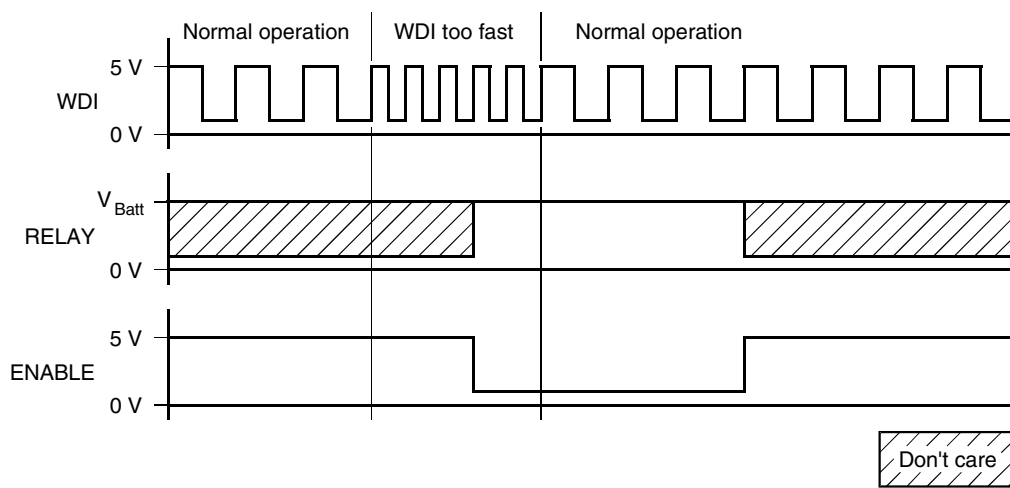 Normal operation WDI too fast Normal operation
5 V
WDI
0 V
V Batt
RELAY
0 V
5 V
ENABLE
0 V
Don't care